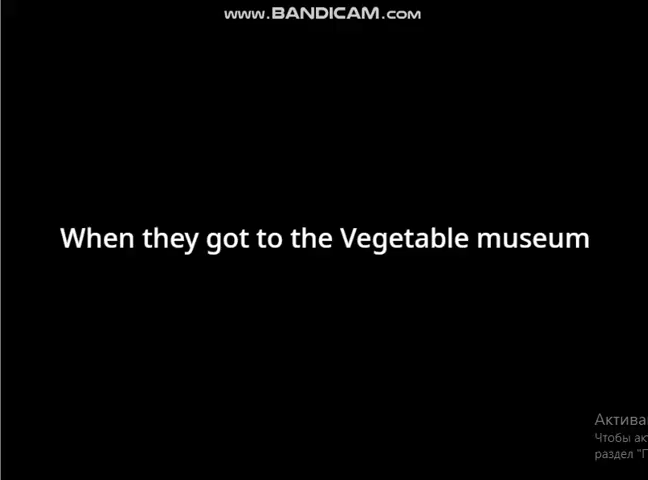 www.BANDICAM.com
When they got to the Vegetable museum
Актива
Чтобы ак
раздел "П